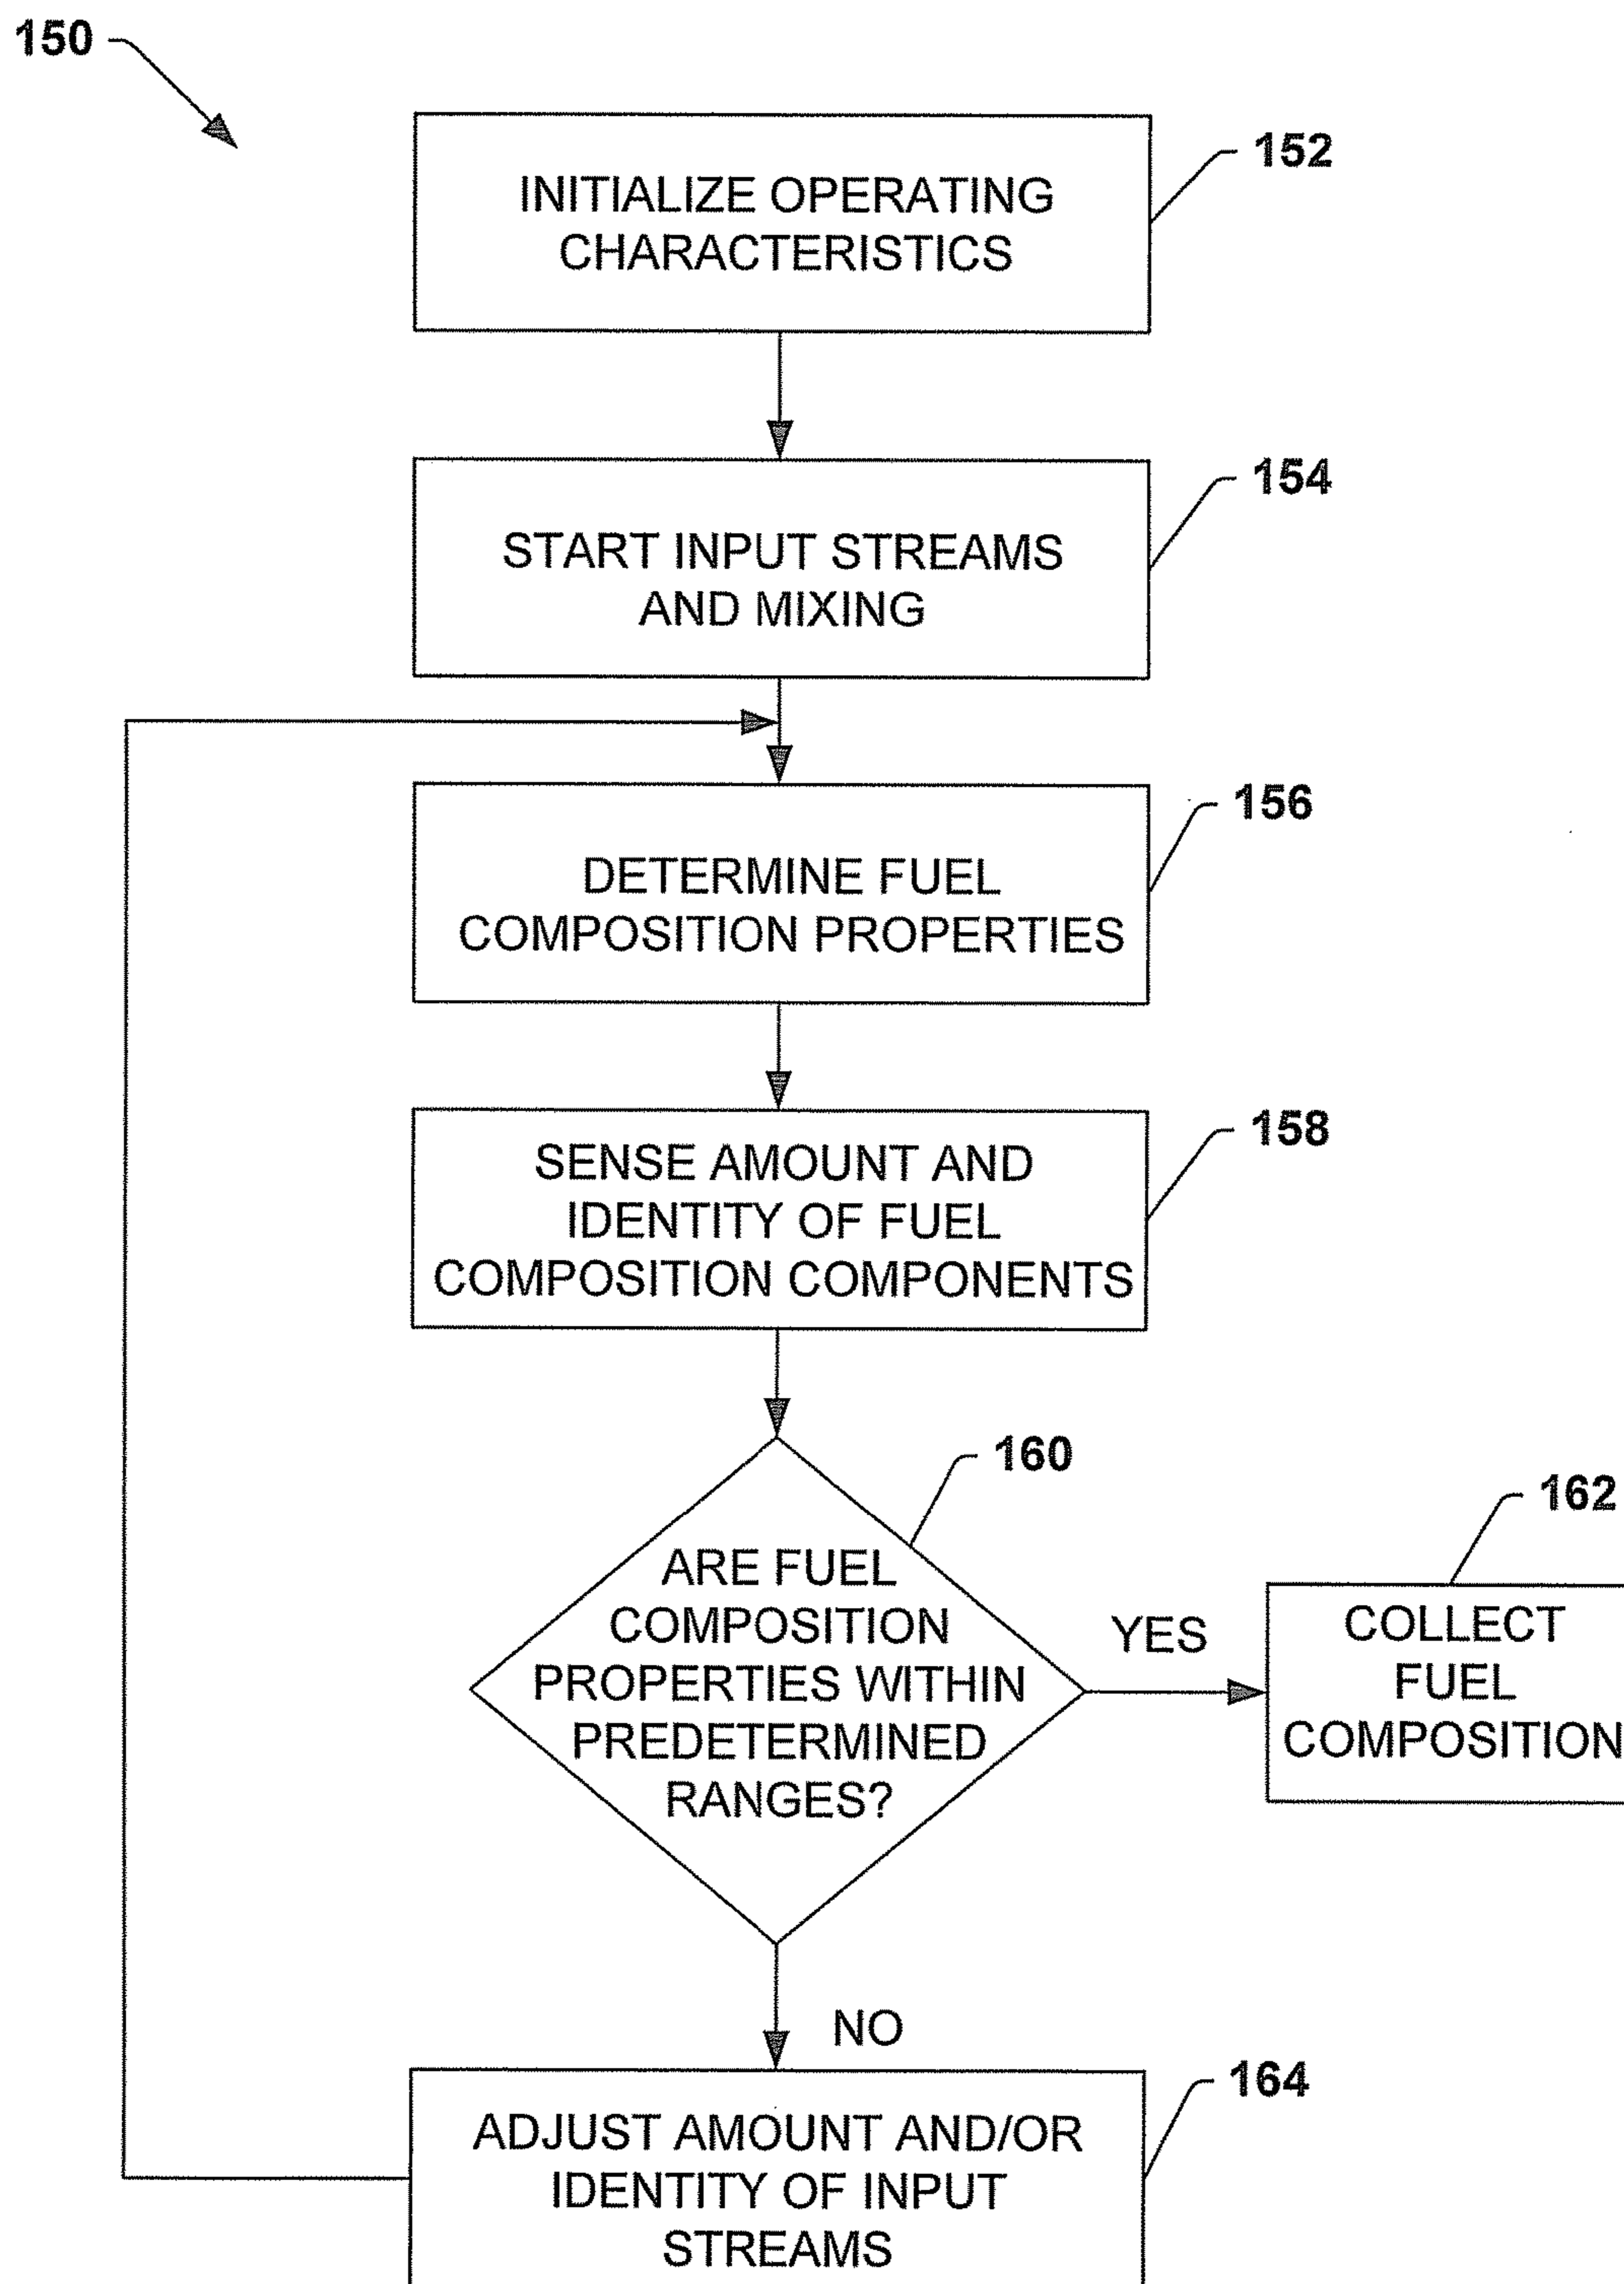 150
INITIALIZE OPERATING
CHARACTERISTICS
152
START INPUT STREAMS
AND MIXING
154
DETERMINE FUEL
COMPOSITION PROPERTIES
156
SENSE AMOUNT AND
IDENTITY OF FUEL
COMPOSITION COMPONENTS
158
ARE FUEL
COMPOSITION
PROPERTIES WITHIN
PREDETERMINED
RANGES?
160
YES
COLLECT
FUEL
COMPOSITION
162
NO
ADJUST AMOUNT AND/OR
IDENTITY OF INPUT
STREAMS
164